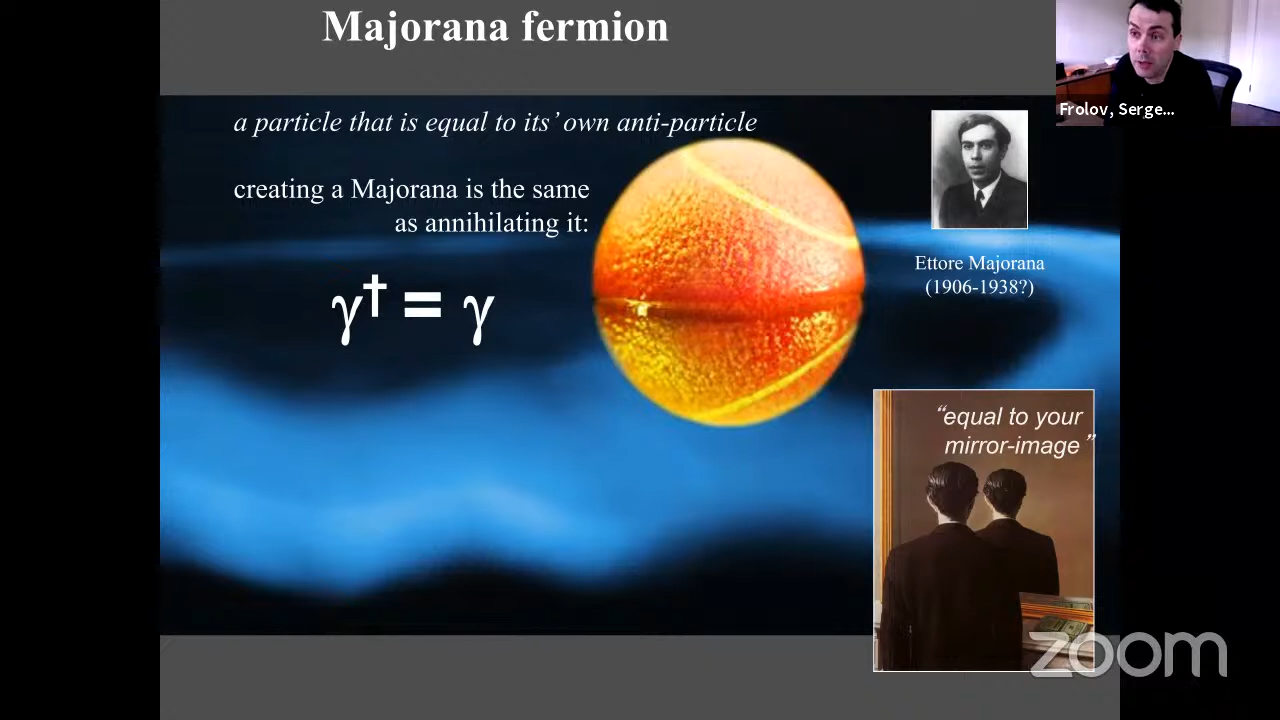 Majorana fermion
Frolov, Serge...
a particle that is equal to its’ own anti-particle
creating a Majorana is the same
as annihilating it:
γ† = γ
Ettore Majorana
(1906-1938?)
“equal to your
mirror-image”
zoom